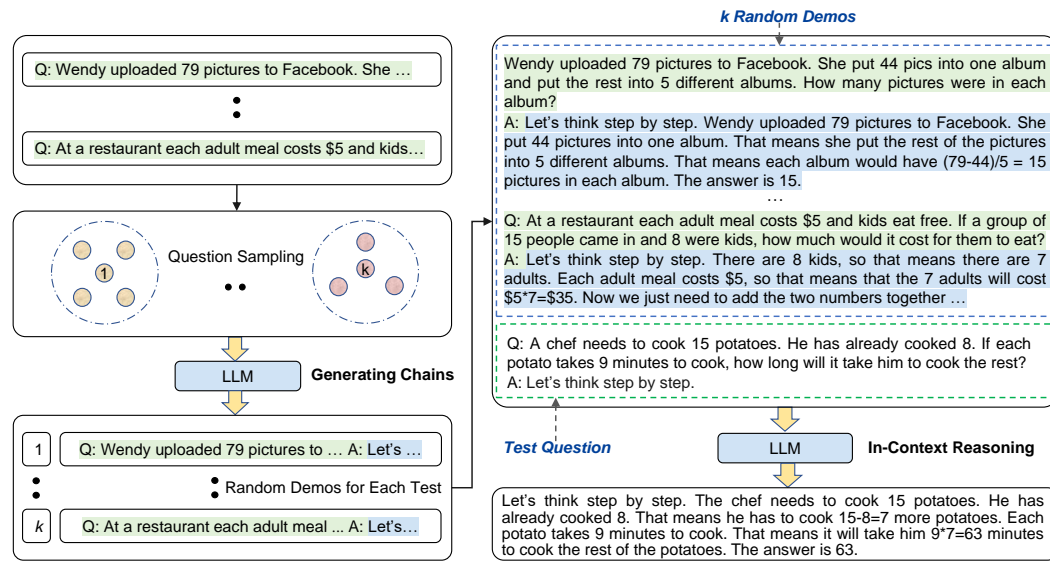 Q: Wendy uploaded 79 pictures to Facebook. She …
Q: At a restaurant each adult meal costs $5 and kids…
1
Question Sampling
k
LLM
Generating Chains
1
Q: Wendy uploaded 79 pictures to … A: Let's …
Random Demos for Each Test
k
Q: At a restaurant each adult meal ... A: Let's…
k Random Demos
Wendy uploaded 79 pictures to Facebook. She put 44 pics into one album
and put the rest into 5 different albums. How many pictures were in each
album?
A: Let's think step by step. Wendy uploaded 79 pictures to Facebook. She
put 44 pictures into one album. That means she put the rest of the pictures
into 5 different albums. That means each album would have (79-44)/5 = 15
pictures in each album. The answer is 15.
…
Q: At a restaurant each adult meal costs $5 and kids eat free. If a group of
15 people came in and 8 were kids, how much would it cost for them to eat?
A: Let's think step by step. There are 8 kids, so that means there are 7
adults. Each adult meal costs $5, so that means that the 7 adults will cost
$5*7=$35. Now we just need to add the two numbers together …
Q: A chef needs to cook 15 potatoes. He has already cooked 8. If each
potato takes 9 minutes to cook, how long will it take him to cook the rest?
A: Let's think step by step.
Test Question
LLM
In-Context Reasoning
Let's think step by step. The chef needs to cook 15 potatoes. He has
already cooked 8. That means he has to cook 15-8=7 more potatoes. Each
potato takes 9 minutes to cook. That means it will take him 9*7=63 minutes
to cook the rest of the potatoes. The answer is 63.